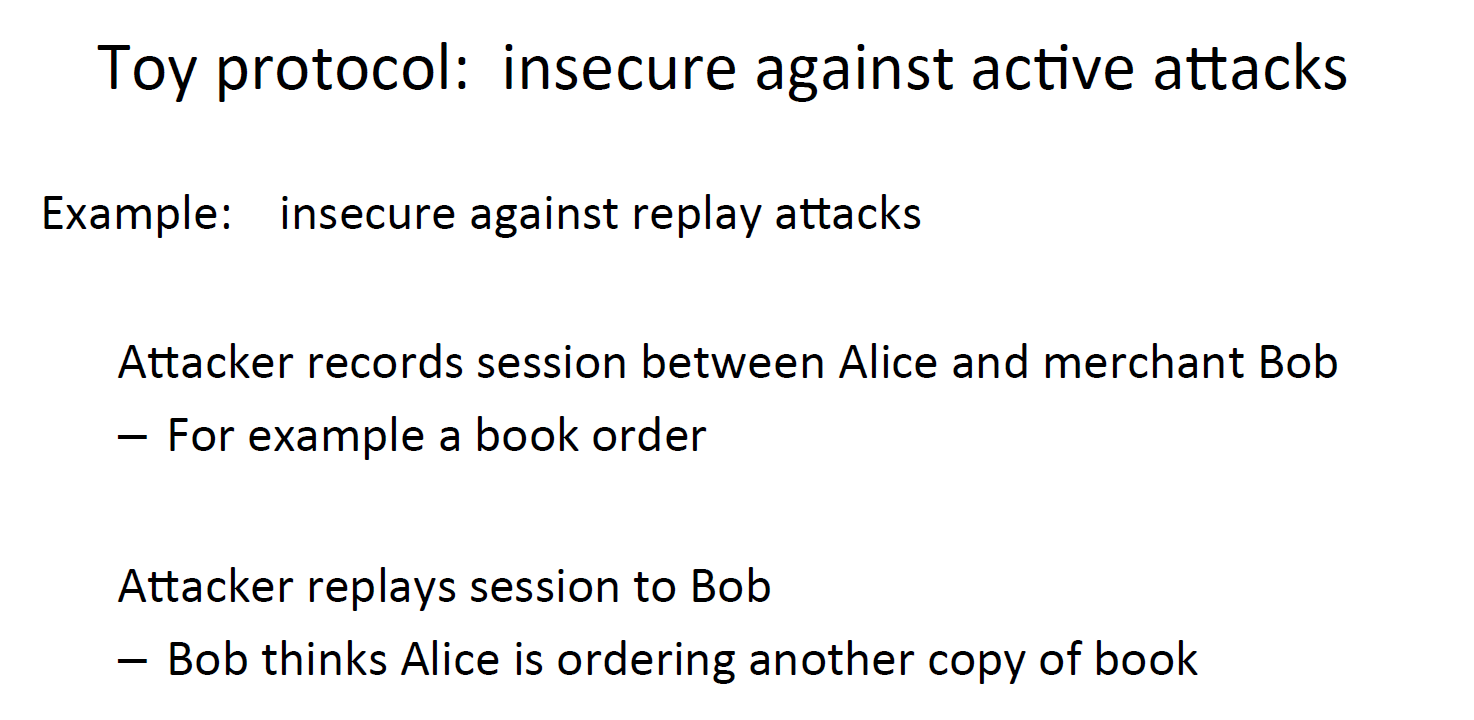 Toy protocol: insecure against active attacks
Example: insecure against replay attacks
Attacker records session between Alice and merchant Bob
– For example a book order
Attacker replays session to Bob
– Bob thinks Alice is ordering another copy of book